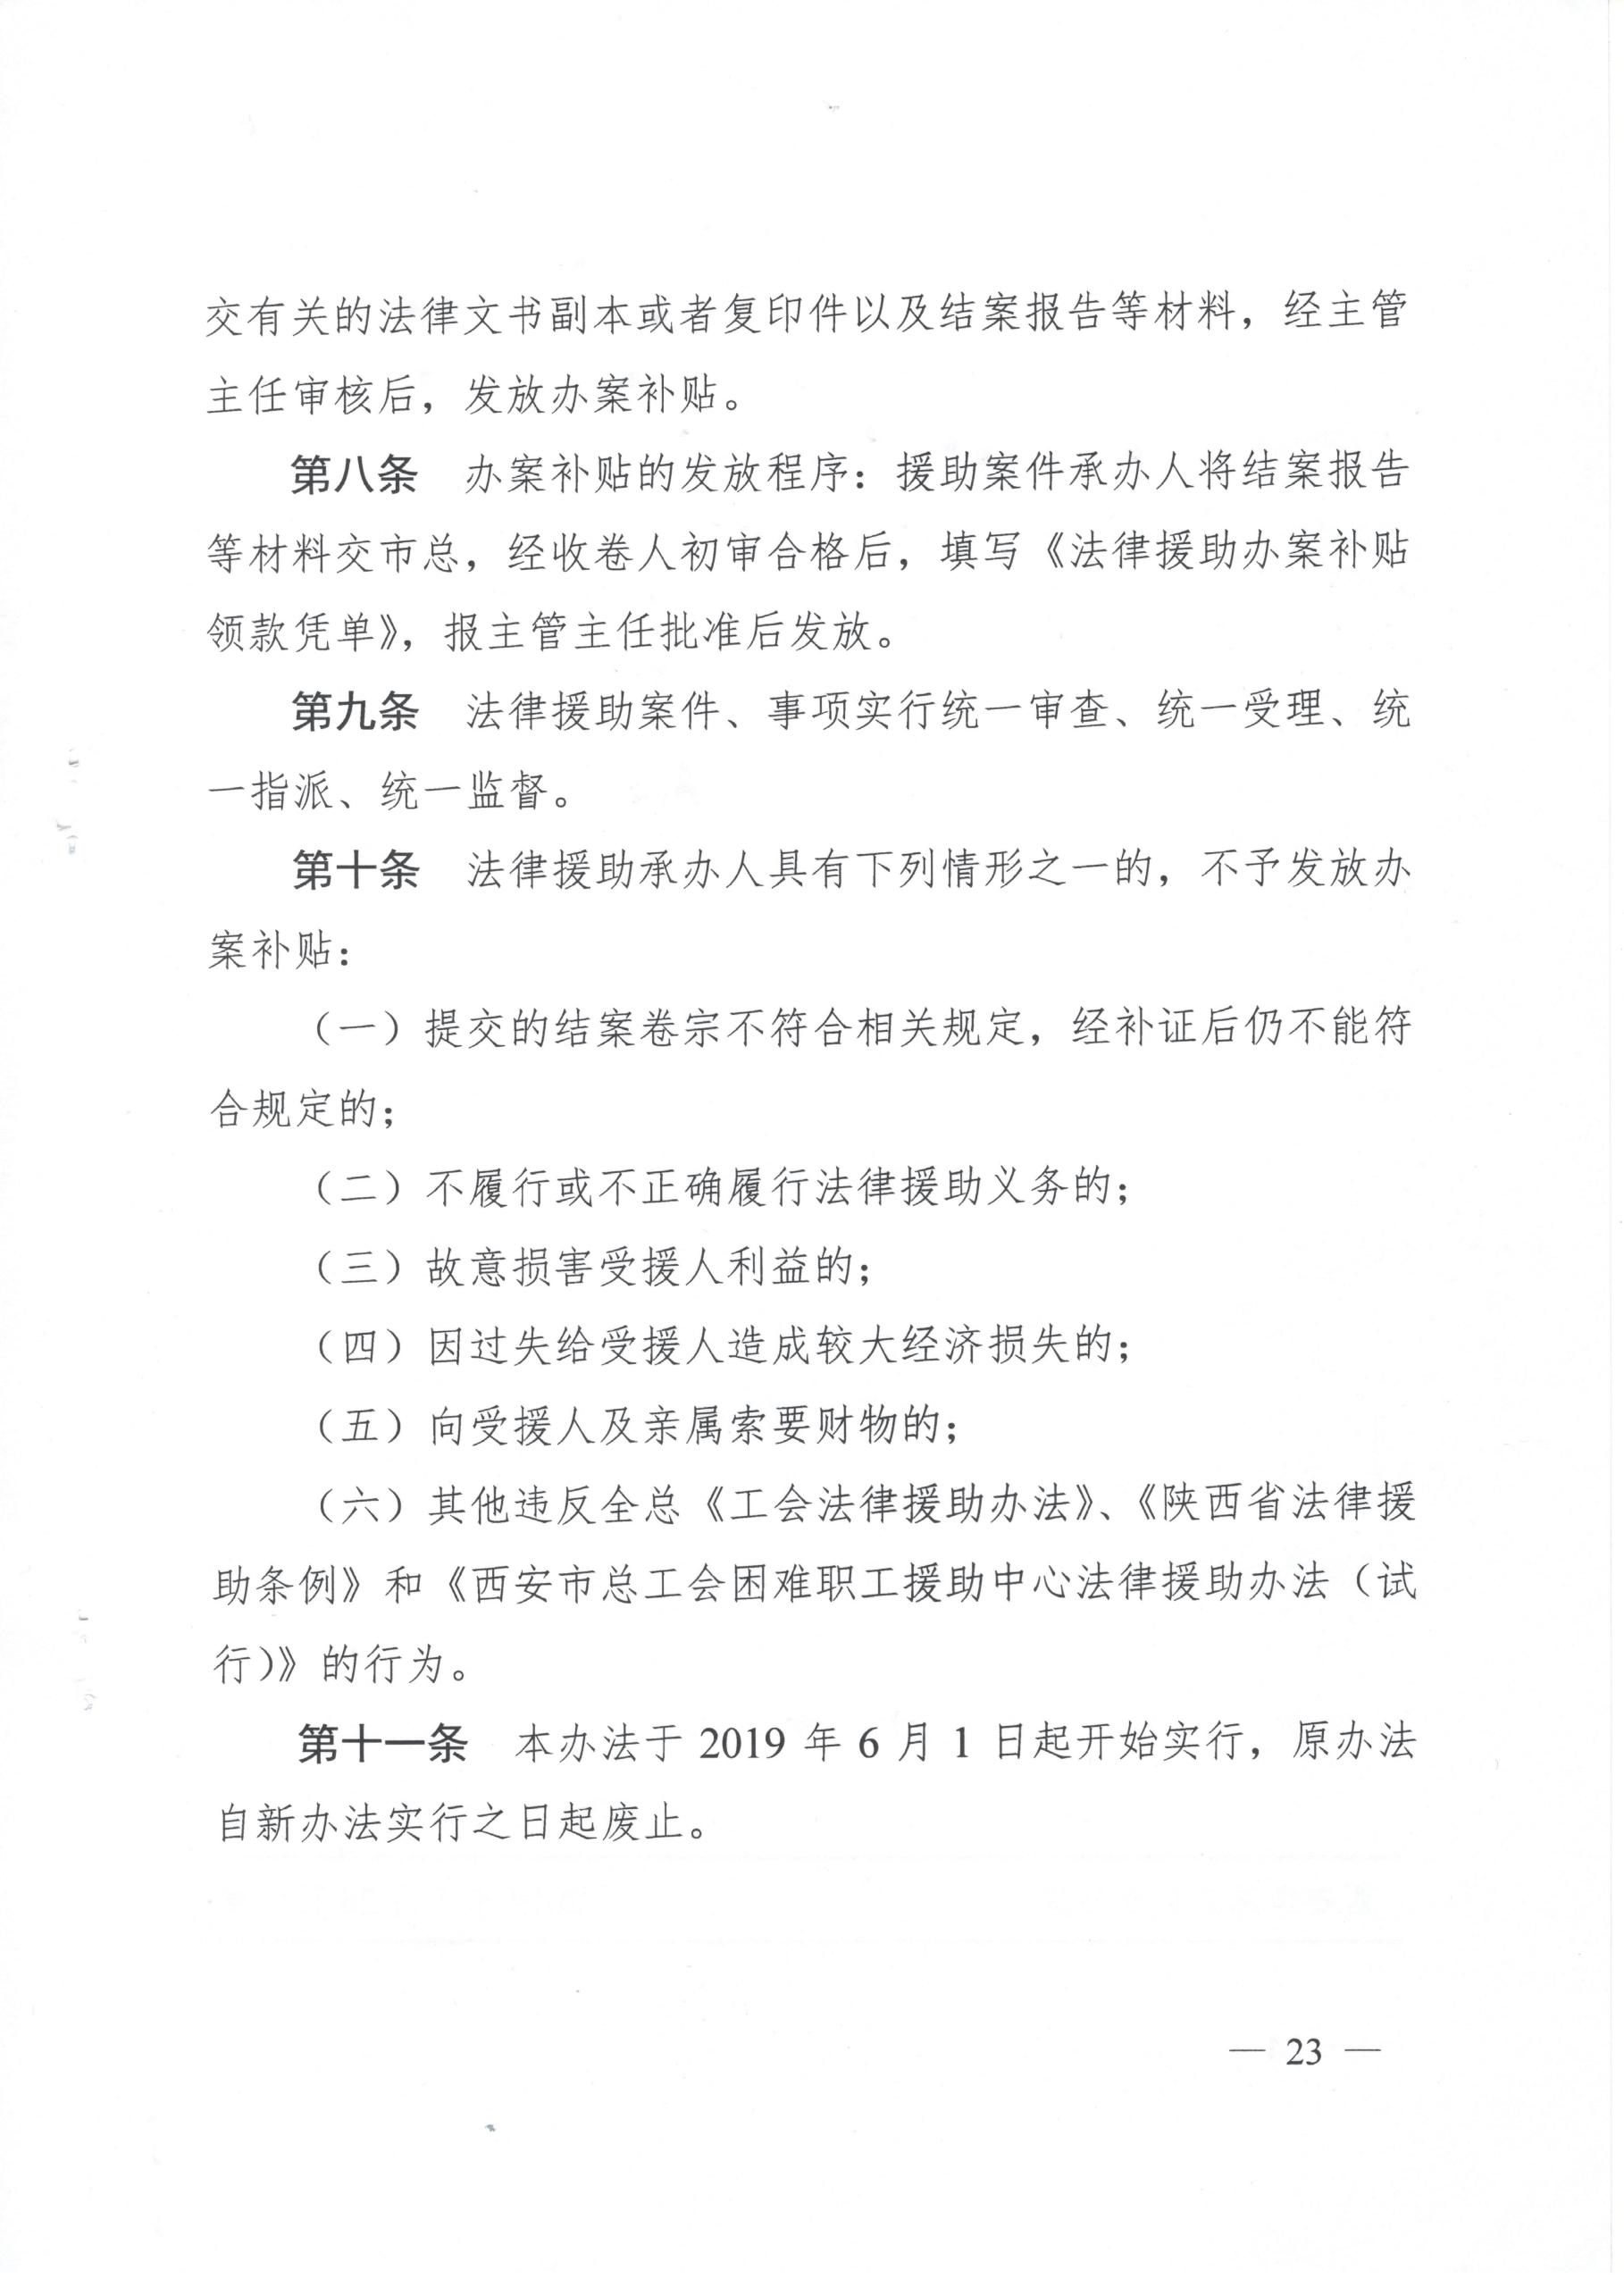 交有关的法律文书副本或者复印件以及结案报告等材料，经主管
主任审核后，发放办案补贴。
第八条　办案补贴的发放程序：援助案件承办人将结案报告
等材料交市总，经收卷人初审合格后，填写《法律援助办案补贴
领款凭单》，报主管主任批准后发放。
第九条　法律援助案件、事项实行统一审查、统一受理、统
一指派、统一监督。
第十条　法律援助承办人具有下列情形之一的，不予发放办
案补贴：
（一）提交的结案卷宗不符合相关规定，经补证后仍不能符
合规定的；
（二）不履行或不正确履行法律援助义务的；
（三）故意损害受援人利益的；
（四）因过失给受援人造成较大经济损失的；
（五）向受援人及亲属索要财物的；
（六）其他违反全总《工会法律援助办法》、《陕西省法律援
助条例》和《西安市总工会困难职工援助中心法律援助办法（试
行）》的行为。
第十一条　本办法于 2019 年 6 月 1 日起开始实行，原办法
自新办法实行之日起废止。
— 23 —